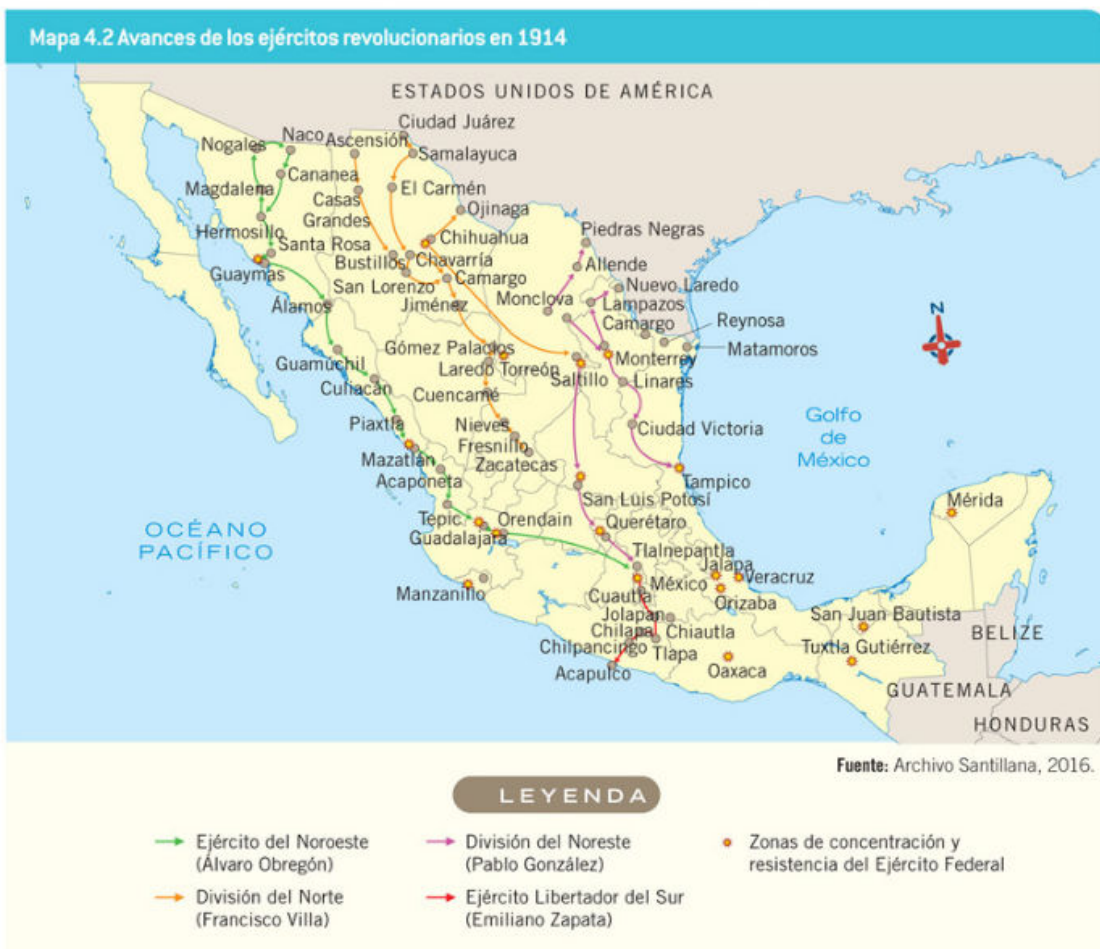 Mapa 4.2 Avances de los ejércitos revolucionarios en 1914
ESTADOS UNIDOS DE AMÉRICA
Ciudad Juárez
Nogales
Naco
Ascensión
Samalayuca
Cananea
Magdalena
Casas
Grandes
El Carmén
Ojinaga
Hermosillo
Chihuahua
Piedras Negras
Santa Rosa
Guaymas
Bustillos
Chavarría
Allende
San Lorenzo
Camargo
Nuevo Laredo
Monclova
Lampazos
Álamos
Jiménez
Camargo
Reynosa
N
Guamúchil
Gómez Palacios
Monterrey
Matamoros
Laredo Torreón
Saltillo
Linares
Culiacán
Cuencamé
Piaxtla
Nieves
Ciudad Victoria
Golfo
de
México
Fresnillo
Mazatlán
Zacatecas
Acaponeta
Tampico
San Luis Potosí
Mérida
OCÉANO
PACÍFICO
Tepic
Orendain
Querétaro
Guadalajara
Tlalnepantla
Jalapa
Manzanillo
México
Veracruz
Cuautla
Orizaba
Jolapan
San Juan Bautista
Chilapa
Chiautla
BELIZE
Chilpancingo
Tlapa
Tuxtla Gutiérrez
Acapulco
Oaxaca
GUATEMALA
HONDURAS
Fuente: Archivo Santillana, 2016.
LEYENDA
Ejército del Noroeste
(Álvaro Obregón)
División del Norte
(Francisco Villa)
División del Noreste
(Pablo González)
Ejército Libertador del Sur
(Emiliano Zapata)
Zonas de concentración y
resistencia del Ejército Federal